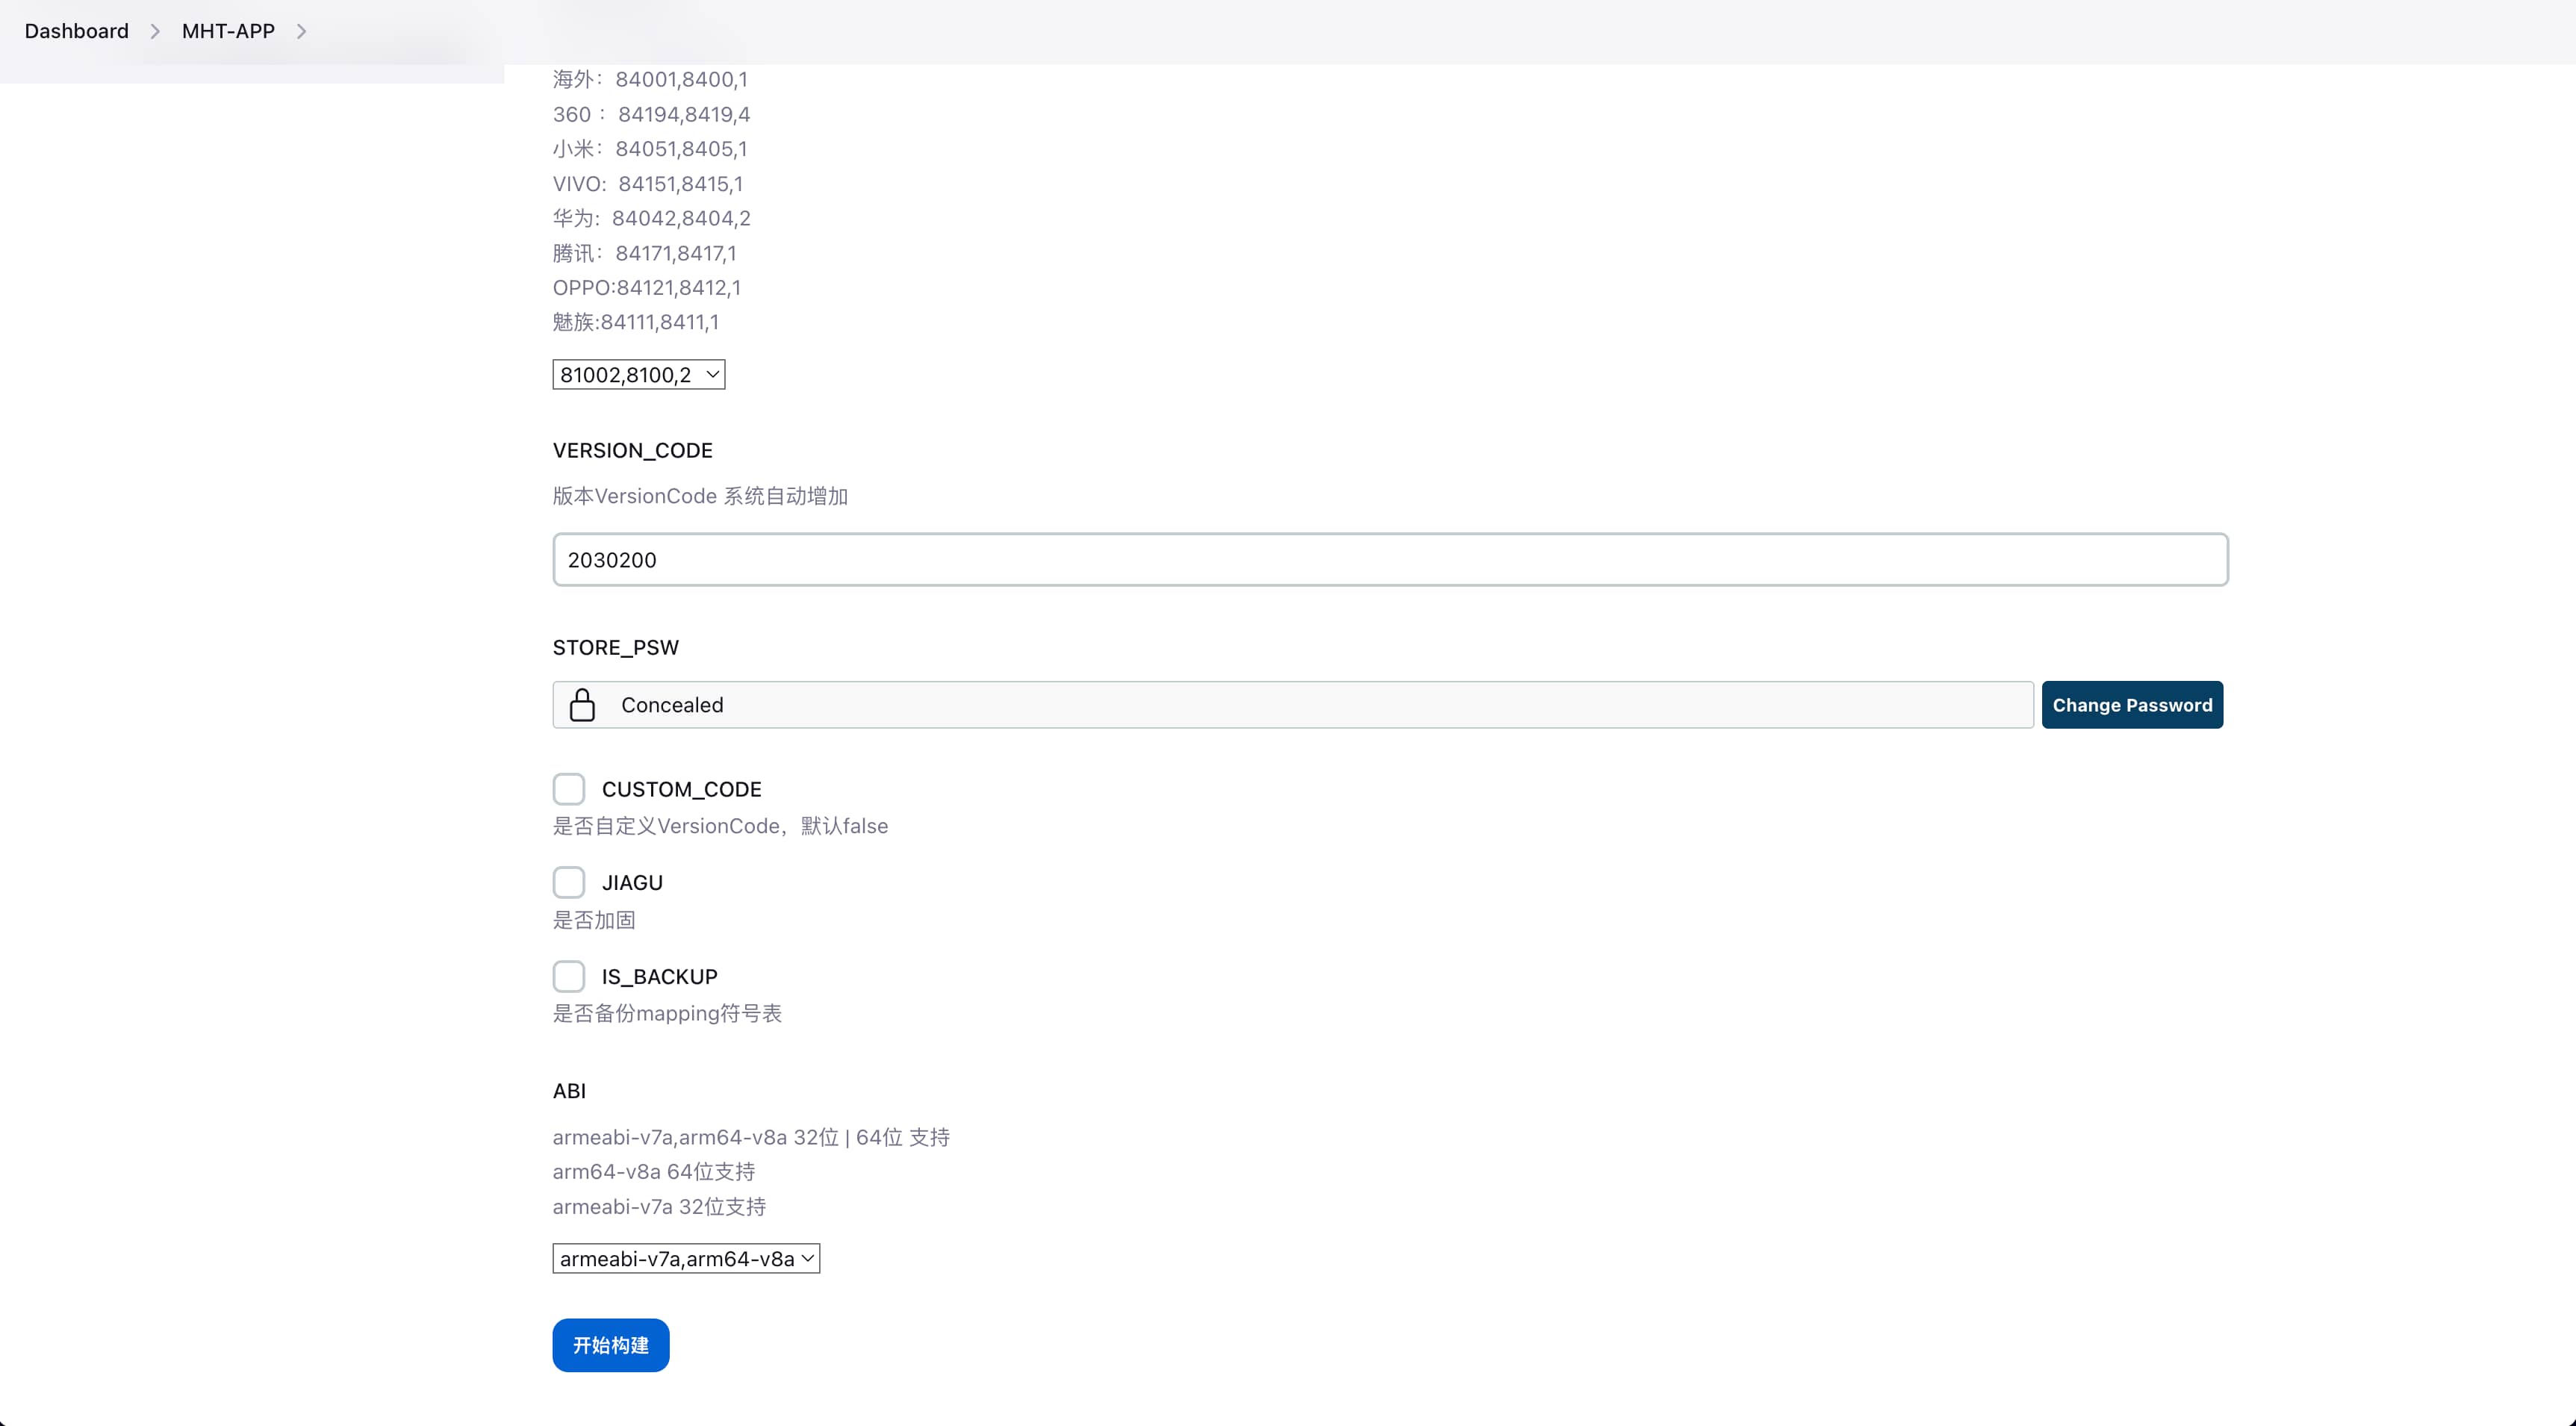 Dashboard > MHT-APP >
海外：84001,8400,1
360 ：84194,8419,4
小米：84051,8405,1
VIVO：84151,8415,1
华为：84042,8404,2
腾讯：84171,8417,1
OPPO:84121,8412,1
魅族:84111,8411,1
81002,8100,2
VERSION_CODE
版本VersionCode 系统自动增加
2030200
STORE_PSW
Concealed
Change Password
CUSTOM_CODE
是否自定义VersionCode，默认false
JIAGU
是否加固
IS_BACKUP
是否备份mapping符号表
ABI
armeabi-v7a,arm64-v8a 32位 | 64位 支持
arm64-v8a 64位支持
armeabi-v7a 32位支持
armeabi-v7a,arm64-v8a
开始构建